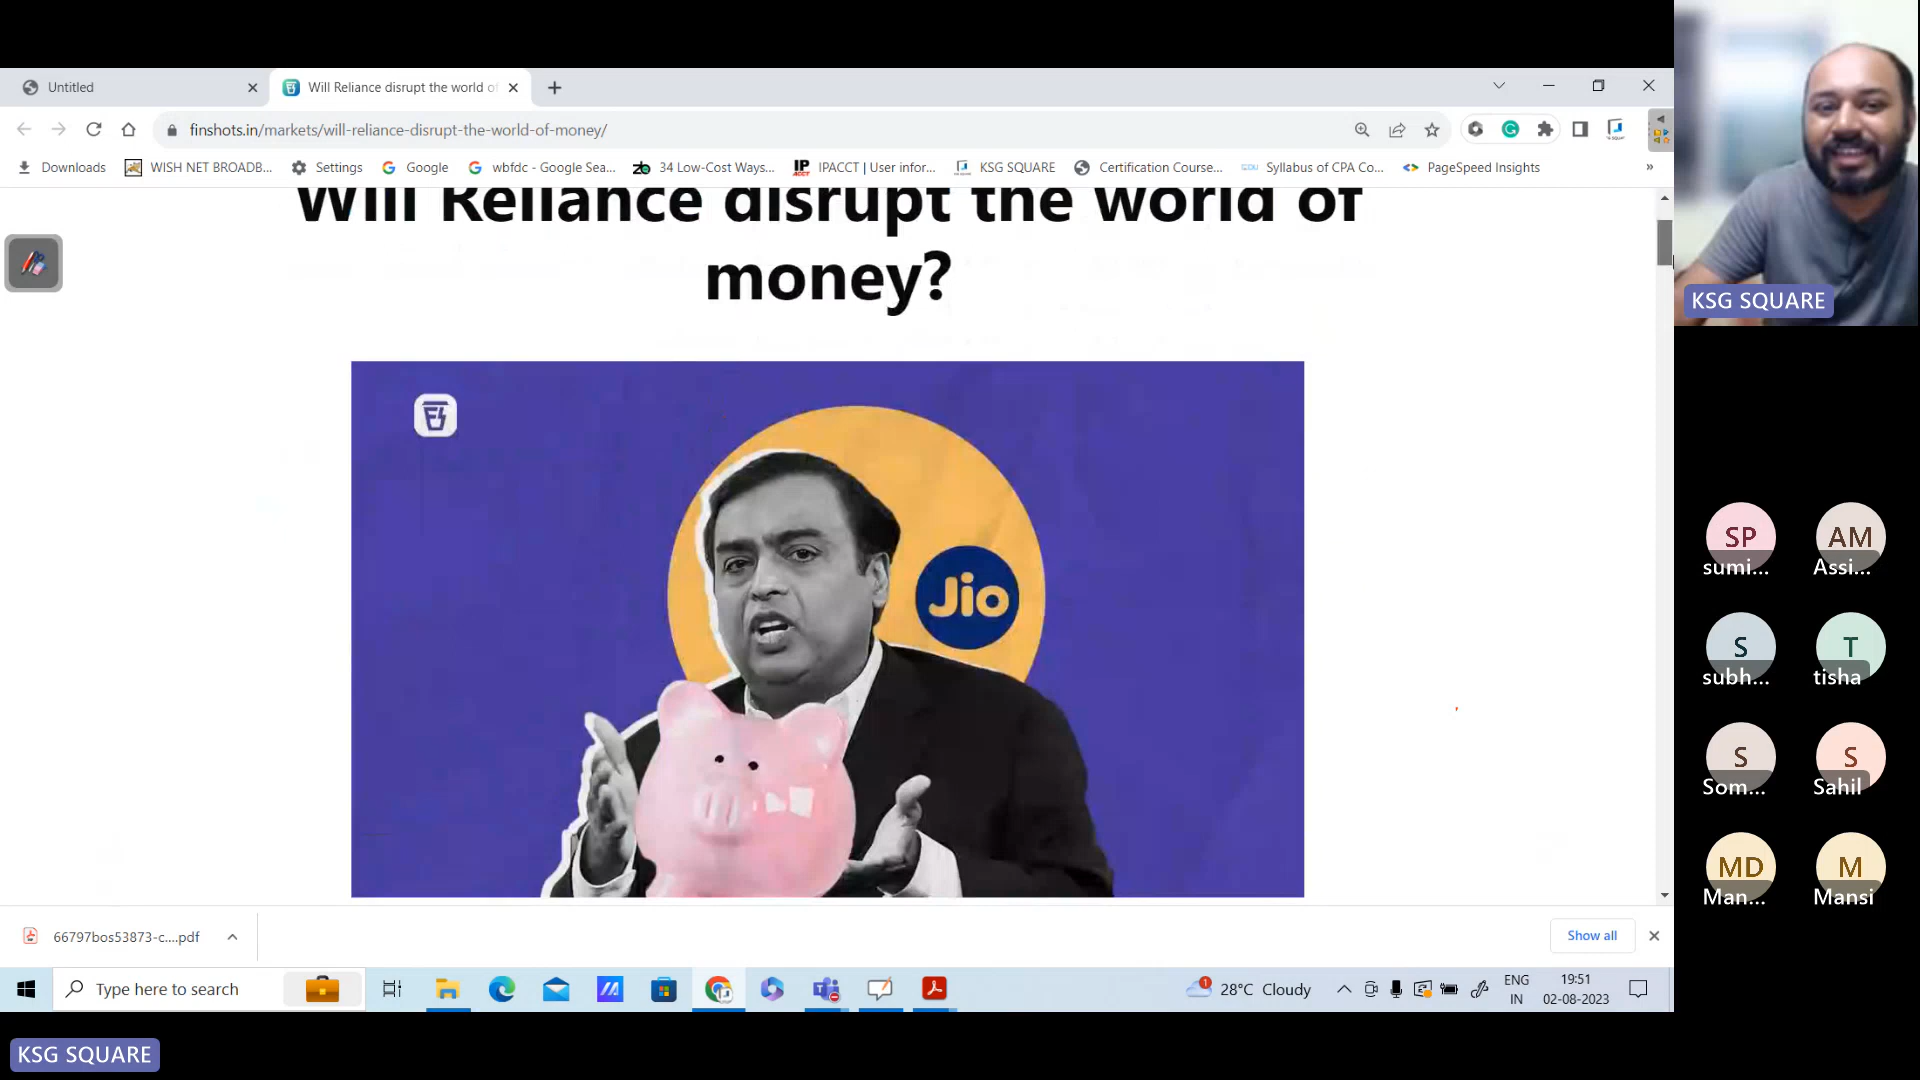 Untitled
Will Reliance disrupt the world of
finshots.in/markets/will-reliance-disrupt-the-world-of-money/
Downloads
WISH NET BROADB...
Settings
Google
wbfdc - Google Sea...
34 Low-Cost Ways...
IPACCT | User infor...
KSG SQUARE
Certification Course...
Syllabus of CPA Co...
PageSpeed Insights
»
Will Reliance disrupt the world of
money?
Jio
KSG SQUARE
SP
sumi...
AM
Assi...
S
subh...
T
tisha
S
Som...
S
Sahil
MD
Man...
M
Mansi
66797bos53873-c....pdf
Show all
Type here to search
1
28°C Cloudy
ENG
IN
19:51
02-08-2023
KSG SQUARE